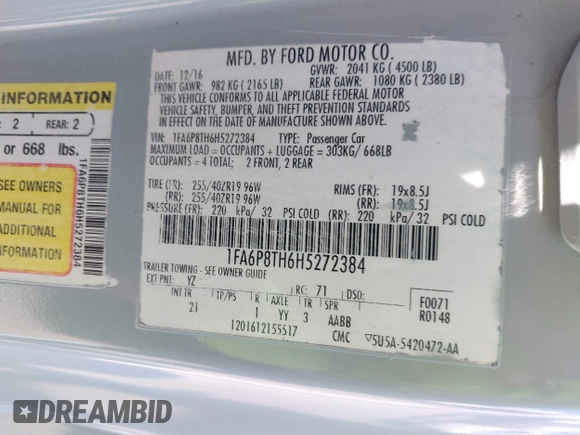 MFD. BY FORD MOTOR CO.
12/16
GVWR: 2041 KG ( 4500 LB)
FRONT GAWR: 982 KG ( 2165 LB)
REAR GAWR: 1080 KG ( 2380 LB)
THIS VEHICLE CONFORMS TO ALL APPLICABLE FEDERAL MOTOR
VEHICLE SAFETY, BUMPER, AND THEFT PREVENTION STANDARDS IN
EFFECT ON THE DATE OF MANUFACTURE SHOWN ABOVE.
VIN: 1FA6P8TH6H5272384 TYPE: Passenger Car
MAXIMUM LOAD = OCCUPANTS + LUGGAGE = 303KG/ 668LB
OCCUPANTS = 4 TOTAL: 2 FRONT, 2 REAR
TIRE (FR): 255/40ZR19 96W RIMS (FR): 19x8.5J
(RR): 255/40ZR19 96W (RR): 19x8.5J
PRESSURE (FR): 220 kPa/ 32 PSI COLD (RR): 220 kPa/ 32 PSI COLD
1FA6P8TH6H5272384
TRAILER TOWING - SEE OWNER GUIDE
EXT PNT: YZ RC: 71 DSO:
INT TR TP/PS R AXLE TR SPR
21 1 YY 3 AABB
F0071
R0148
1201612155517
CMC ▽5U5A-5420472-AA
INFORMATION
2 REAR: 2
or 668 lbs.
SEE OWNERS
MANUAL FOR
ADDITIONAL
INFORMATION
1FA6P8TH6H5272384
DREAMBID